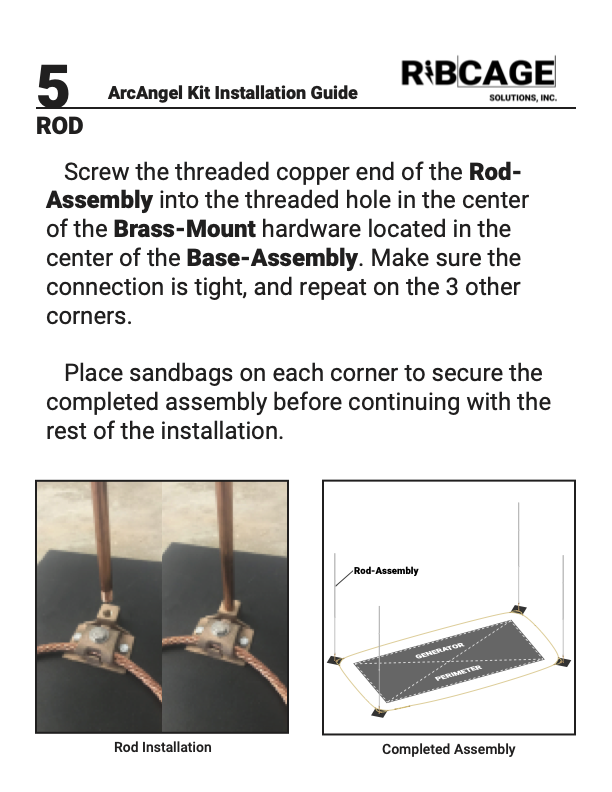 5
ArcAngel Kit Installation Guide
RIBCAGE
SOLUTIONS, INC.
ROD
Screw the threaded copper end of the Rod-
Assembly into the threaded hole in the center
of the Brass-Mount hardware located in the
center of the Base-Assembly. Make sure the
connection is tight, and repeat on the 3 other
corners.
Place sandbags on each corner to secure the
completed assembly before continuing with the
rest of the installation.
Rod-Assembly
GENERATOR
PERIMETER
Rod Installation
Completed Assembly